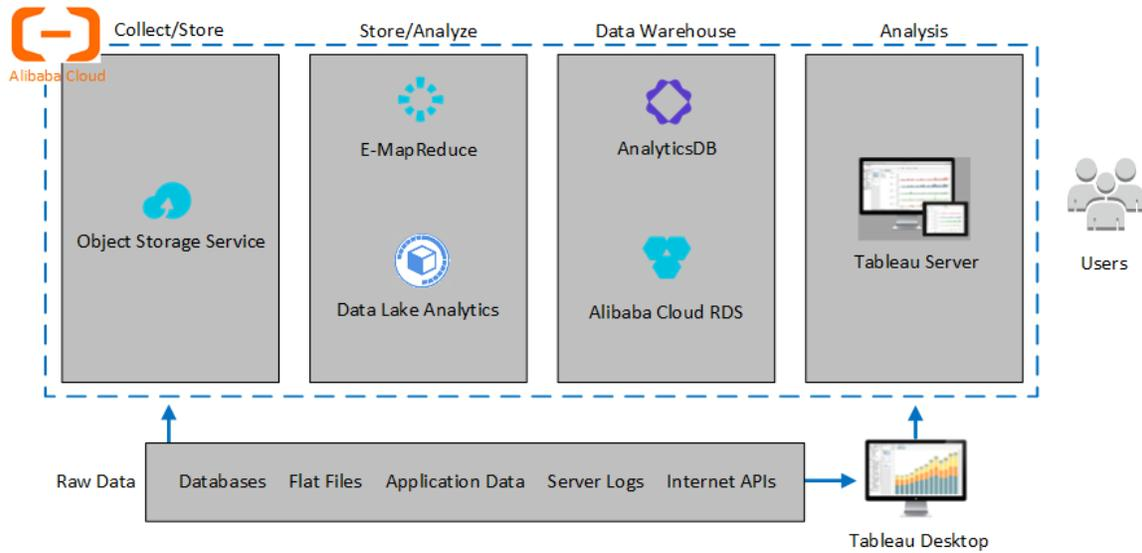 Collect/Store
Store/Analyze
Data Warehouse
Analysis
Alibaba Cloud
E-MapReduce
AnalyticsDB
Object Storage Service
Tableau Server
Users
Data Lake Analytics
Alibaba Cloud RDS
Raw Data
Databases
Flat Files
Application Data
Server Logs
Internet APIs
Tableau Desktop